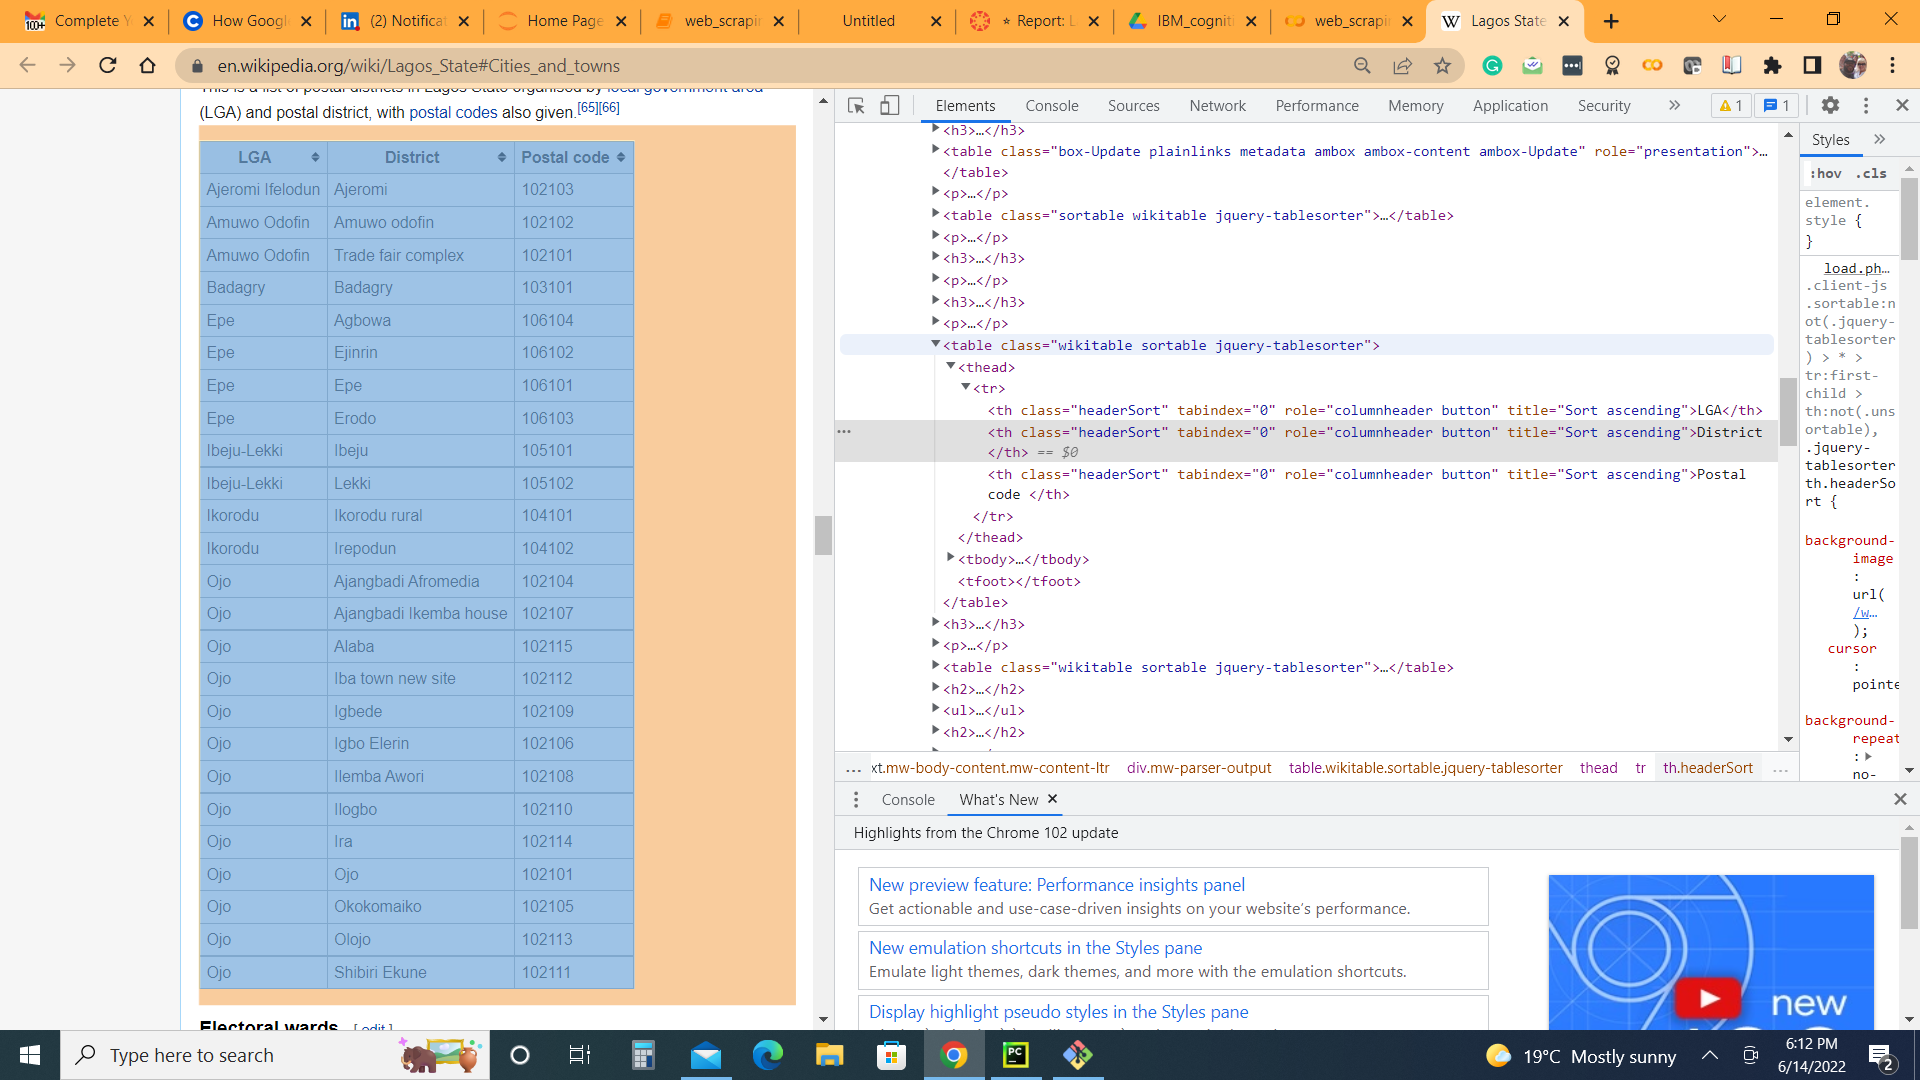 Complete Y
How Googl
(2) Notificat
Home Page
web_scrapin
Untitled
* Report: L
IBM_cogniti
web_scrapin
Lagos State
en.wikipedia.org/wiki/Lagos_State#Cities_and_towns
This is a list of postal districts in Lagos State organised by local government area
(LGA) and postal district, with postal codes also given.[65][66]
LGA District Postal code
Ajeromi Ifelodun Ajeromi 102103
Amuwo Odofin Amuwo odofin 102102
Amuwo Odofin Trade fair complex 102101
Badagry Badagry 103101
Epe Agbowa 106104
Epe Ejinrin 106102
Epe Epe 106101
Epe Erodo 106103
Ibeju-Lekki Ibeju 105101
Ibeju-Lekki Lekki 105102
Ikorodu Ikorodu rural 104101
Ikorodu Irepodun 104102
Ojo Ajangbadi Afromedia 102104
Ojo Ajangbadi Ikemba house 102107
Ojo Alaba 102115
Ojo Iba town new site 102112
Ojo Igbede 102109
Ojo Igbo Elerin 102106
Ojo Ilemba Awori 102108
Ojo Ilogbo 102110
Ojo Ira 102114
Ojo Ojo 102101
Ojo Okokomaiko 102105
Ojo Olojo 102113
Ojo Shibiri Ekune 102111
Electoral wards [ edit ]
Elements Console Sources Network Performance Memory Application Security » 1 1
<h3>…</h3>
<table class="box-Update plainlinks metadata ambox ambox-content ambox-Update" role="presentation">…
</table>
<p>…</p>
<table class="sortable wikitable jquery-tablesorter">…</table>
<p>…</p>
<h3>…</h3>
<p>…</p>
<h3>…</h3>
<p>…</p>
<table class="wikitable sortable jquery-tablesorter">
<thead>
<tr>
<th class="headerSort" tabindex="0" role="columnheader button" title="Sort ascending">LGA</th>
<th class="headerSort" tabindex="0" role="columnheader button" title="Sort ascending">District
</th> == $0
<th class="headerSort" tabindex="0" role="columnheader button" title="Sort ascending">Postal
code </th>
</tr>
</thead>
<tbody>…</tbody>
<tfoot></tfoot>
</table>
<h3>…</h3>
<p>…</p>
<table class="wikitable sortable jquery-tablesorter">…</table>
<h2>…</h2>
<ul>…</ul>
<h2>…</h2>
… xt.mw-body-content.mw-content-ltr div.mw-parser-output table.wikitable.sortable.jquery-tablesorter thead tr th.headerSort …
Styles »
:hov .cls
element.
style {
}
load.ph…
.client-js
.sortable:n
ot(.jquery-
tablesorter
) > * >
tr:first-
child >
th:not(.uns
ortable),
.jquery-
tablesorter
th.headerSo
rt {
background-
image
:
url(
/w…
);
cursor
:
pointe
background-
repeat
:
no-
Console What's New
Highlights from the Chrome 102 update
New preview feature: Performance insights panel
Get actionable and use-case-driven insights on your website's performance.
New emulation shortcuts in the Styles pane
Emulate light themes, dark themes, and more with the emulation shortcuts.
Display highlight pseudo styles in the Styles pane
new
Type here to search
19°C Mostly sunny
6:12 PM
6/14/2022
2